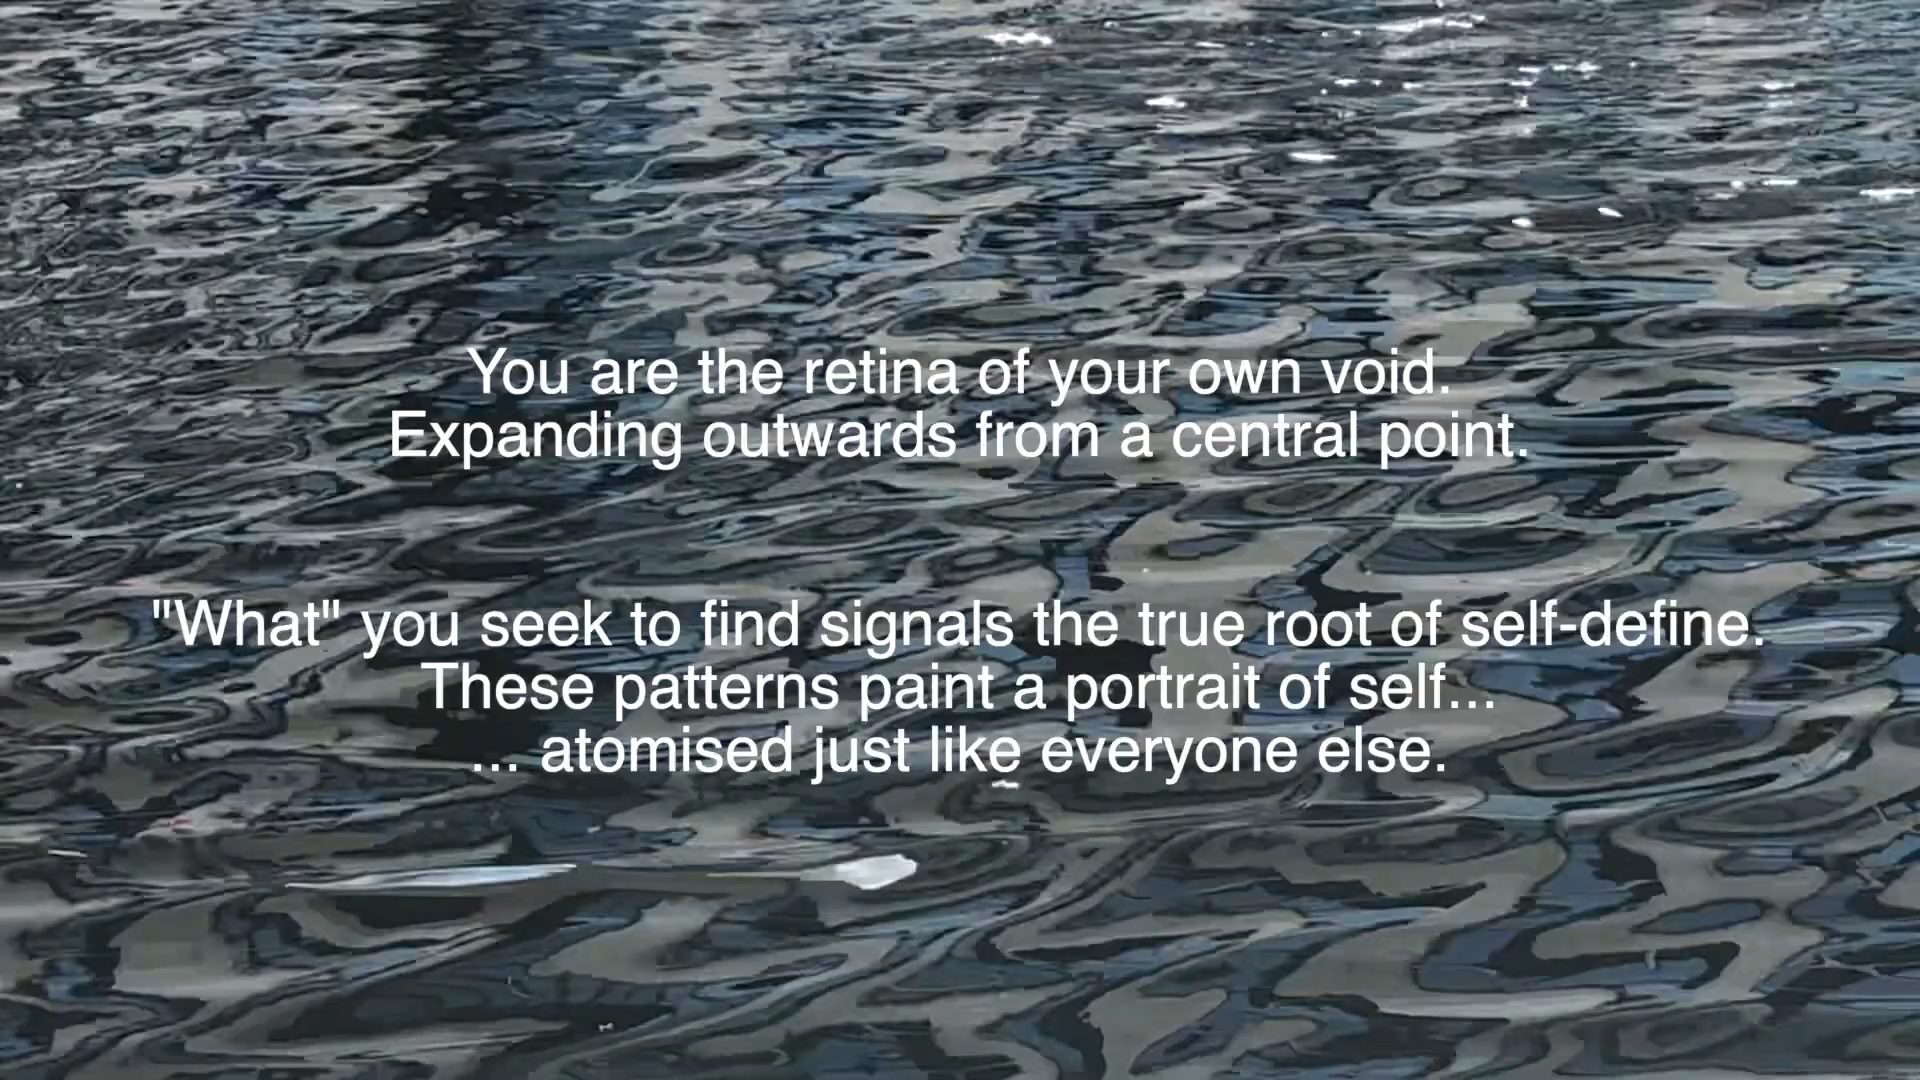 You are the retina of your own void.
Expanding outwards from a central point.
"What" you seek to find signals the true root of self-define.
These patterns paint a portrait of self...
... atomised just like everyone else.